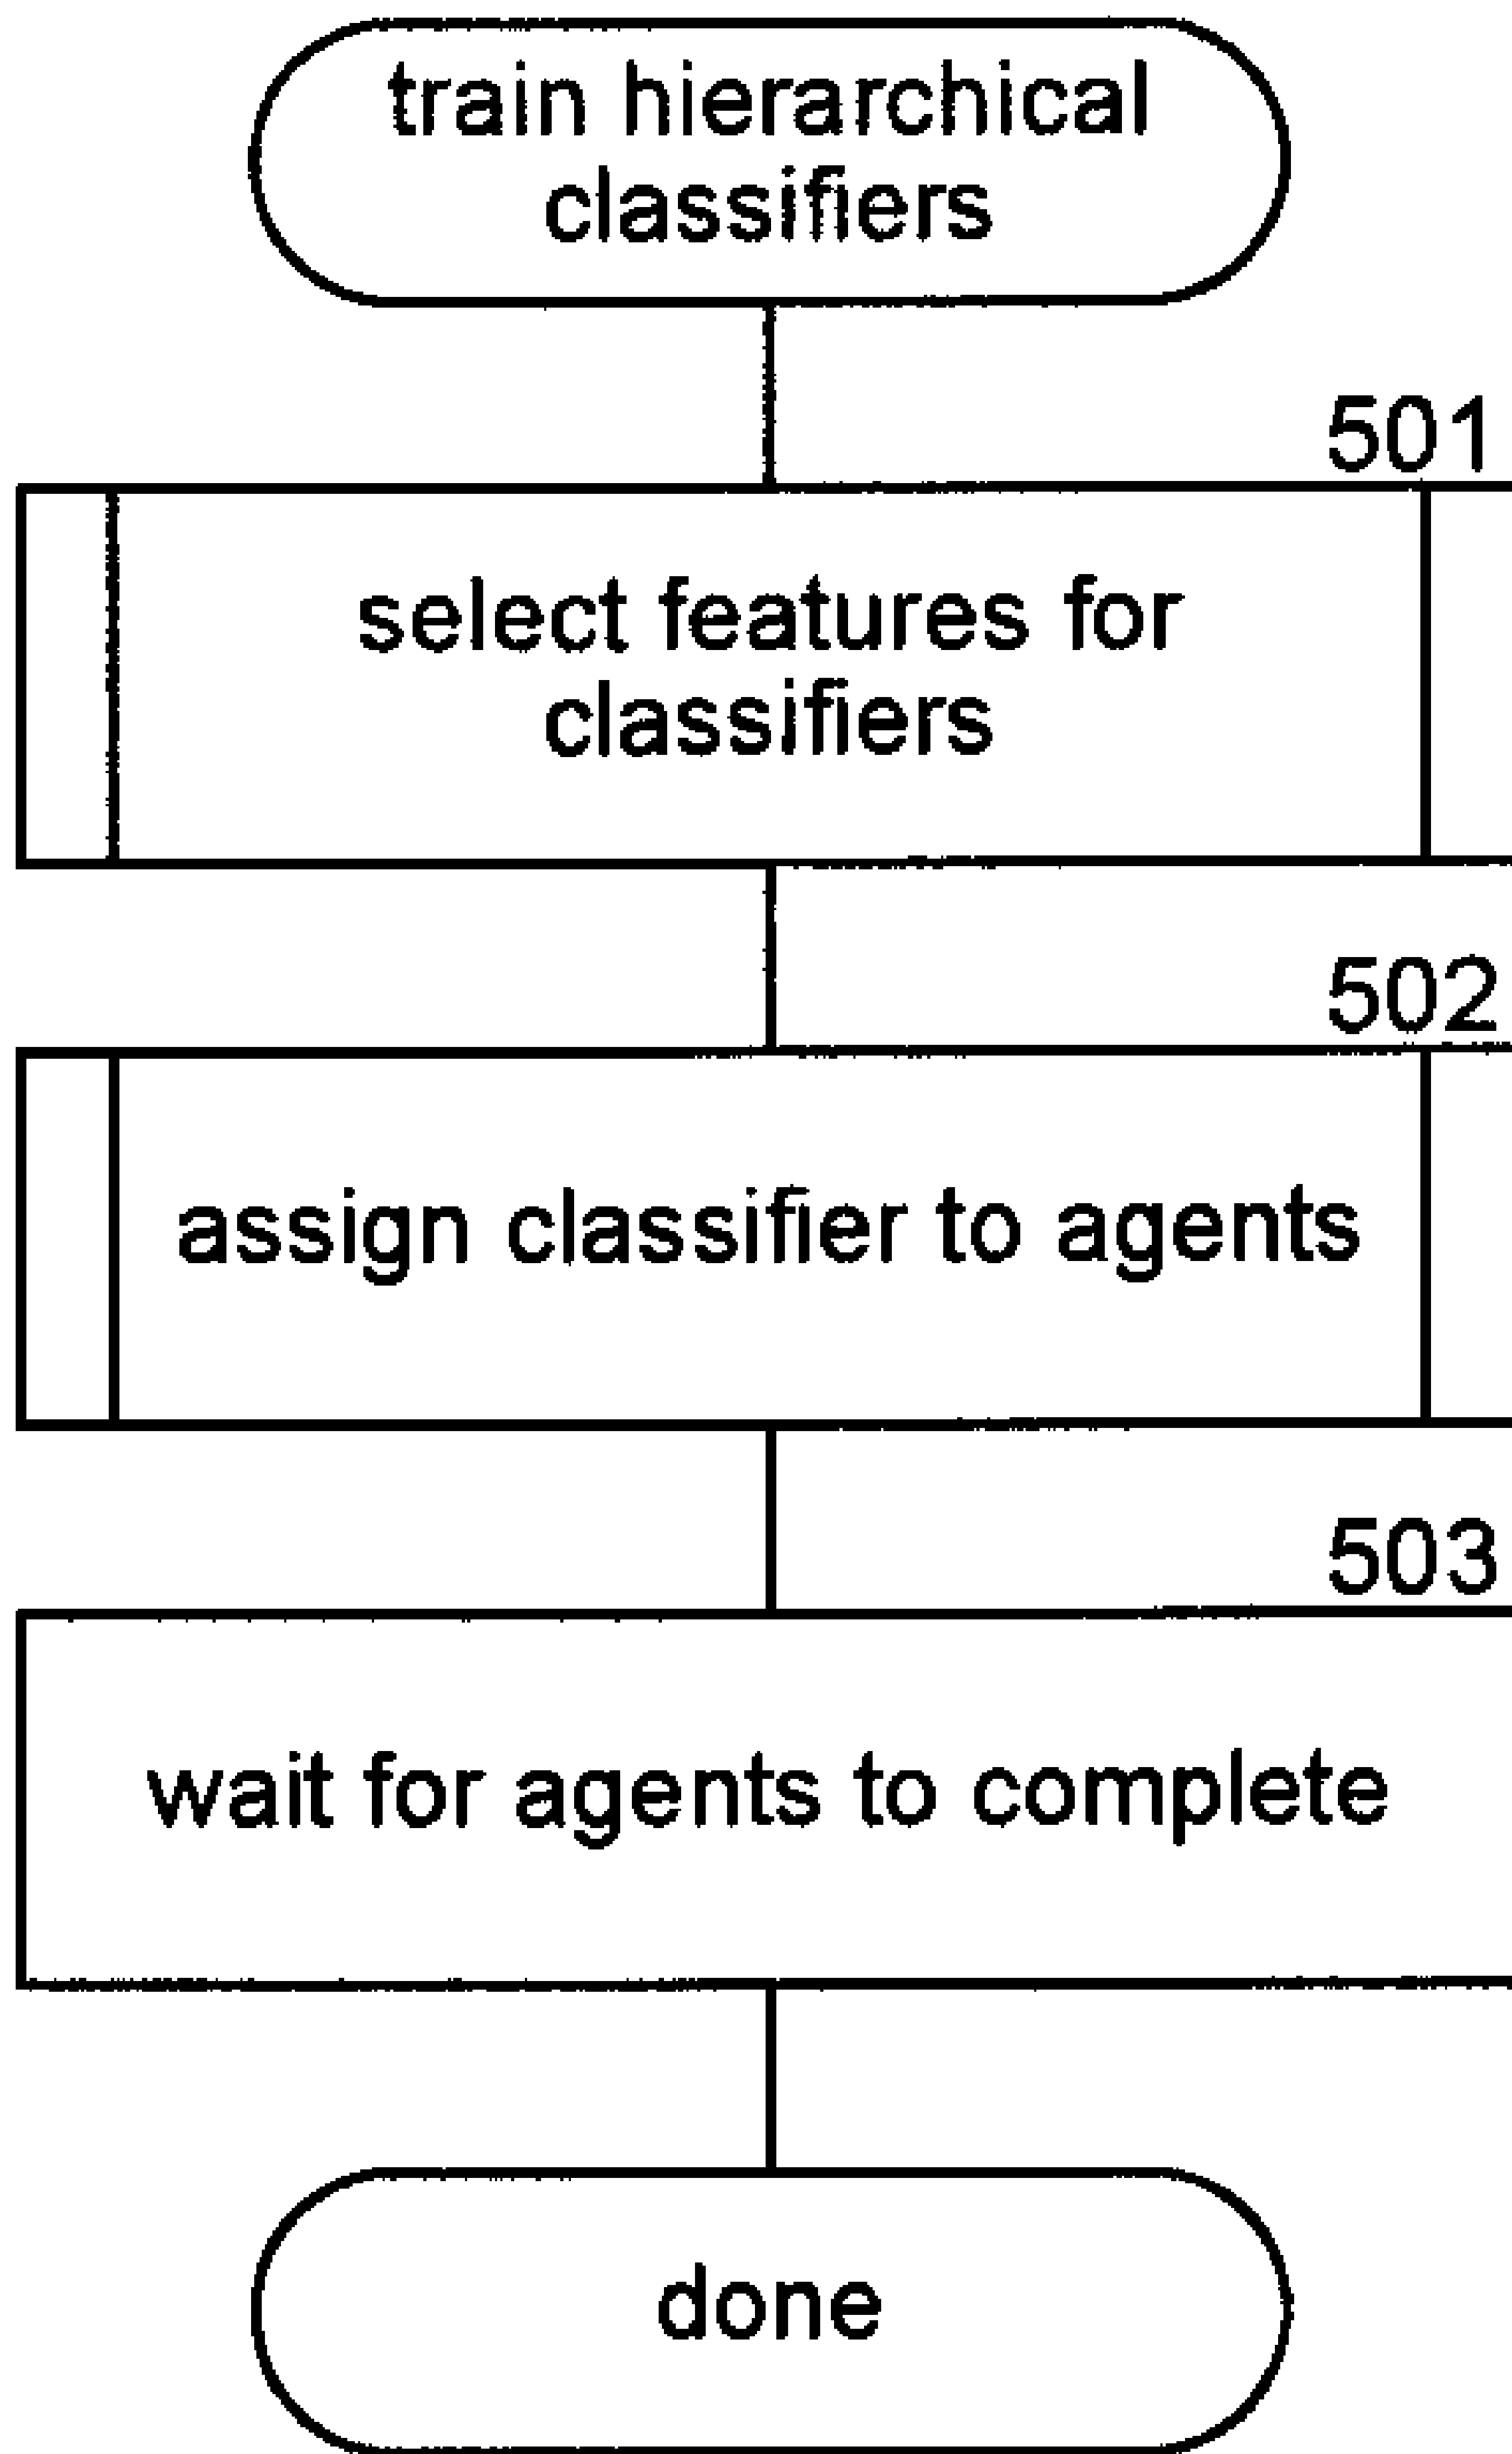 train hierarchical
classifiers
501
select features for
classifiers
502
assign classifier to agents
503
wait for agents to complete
done